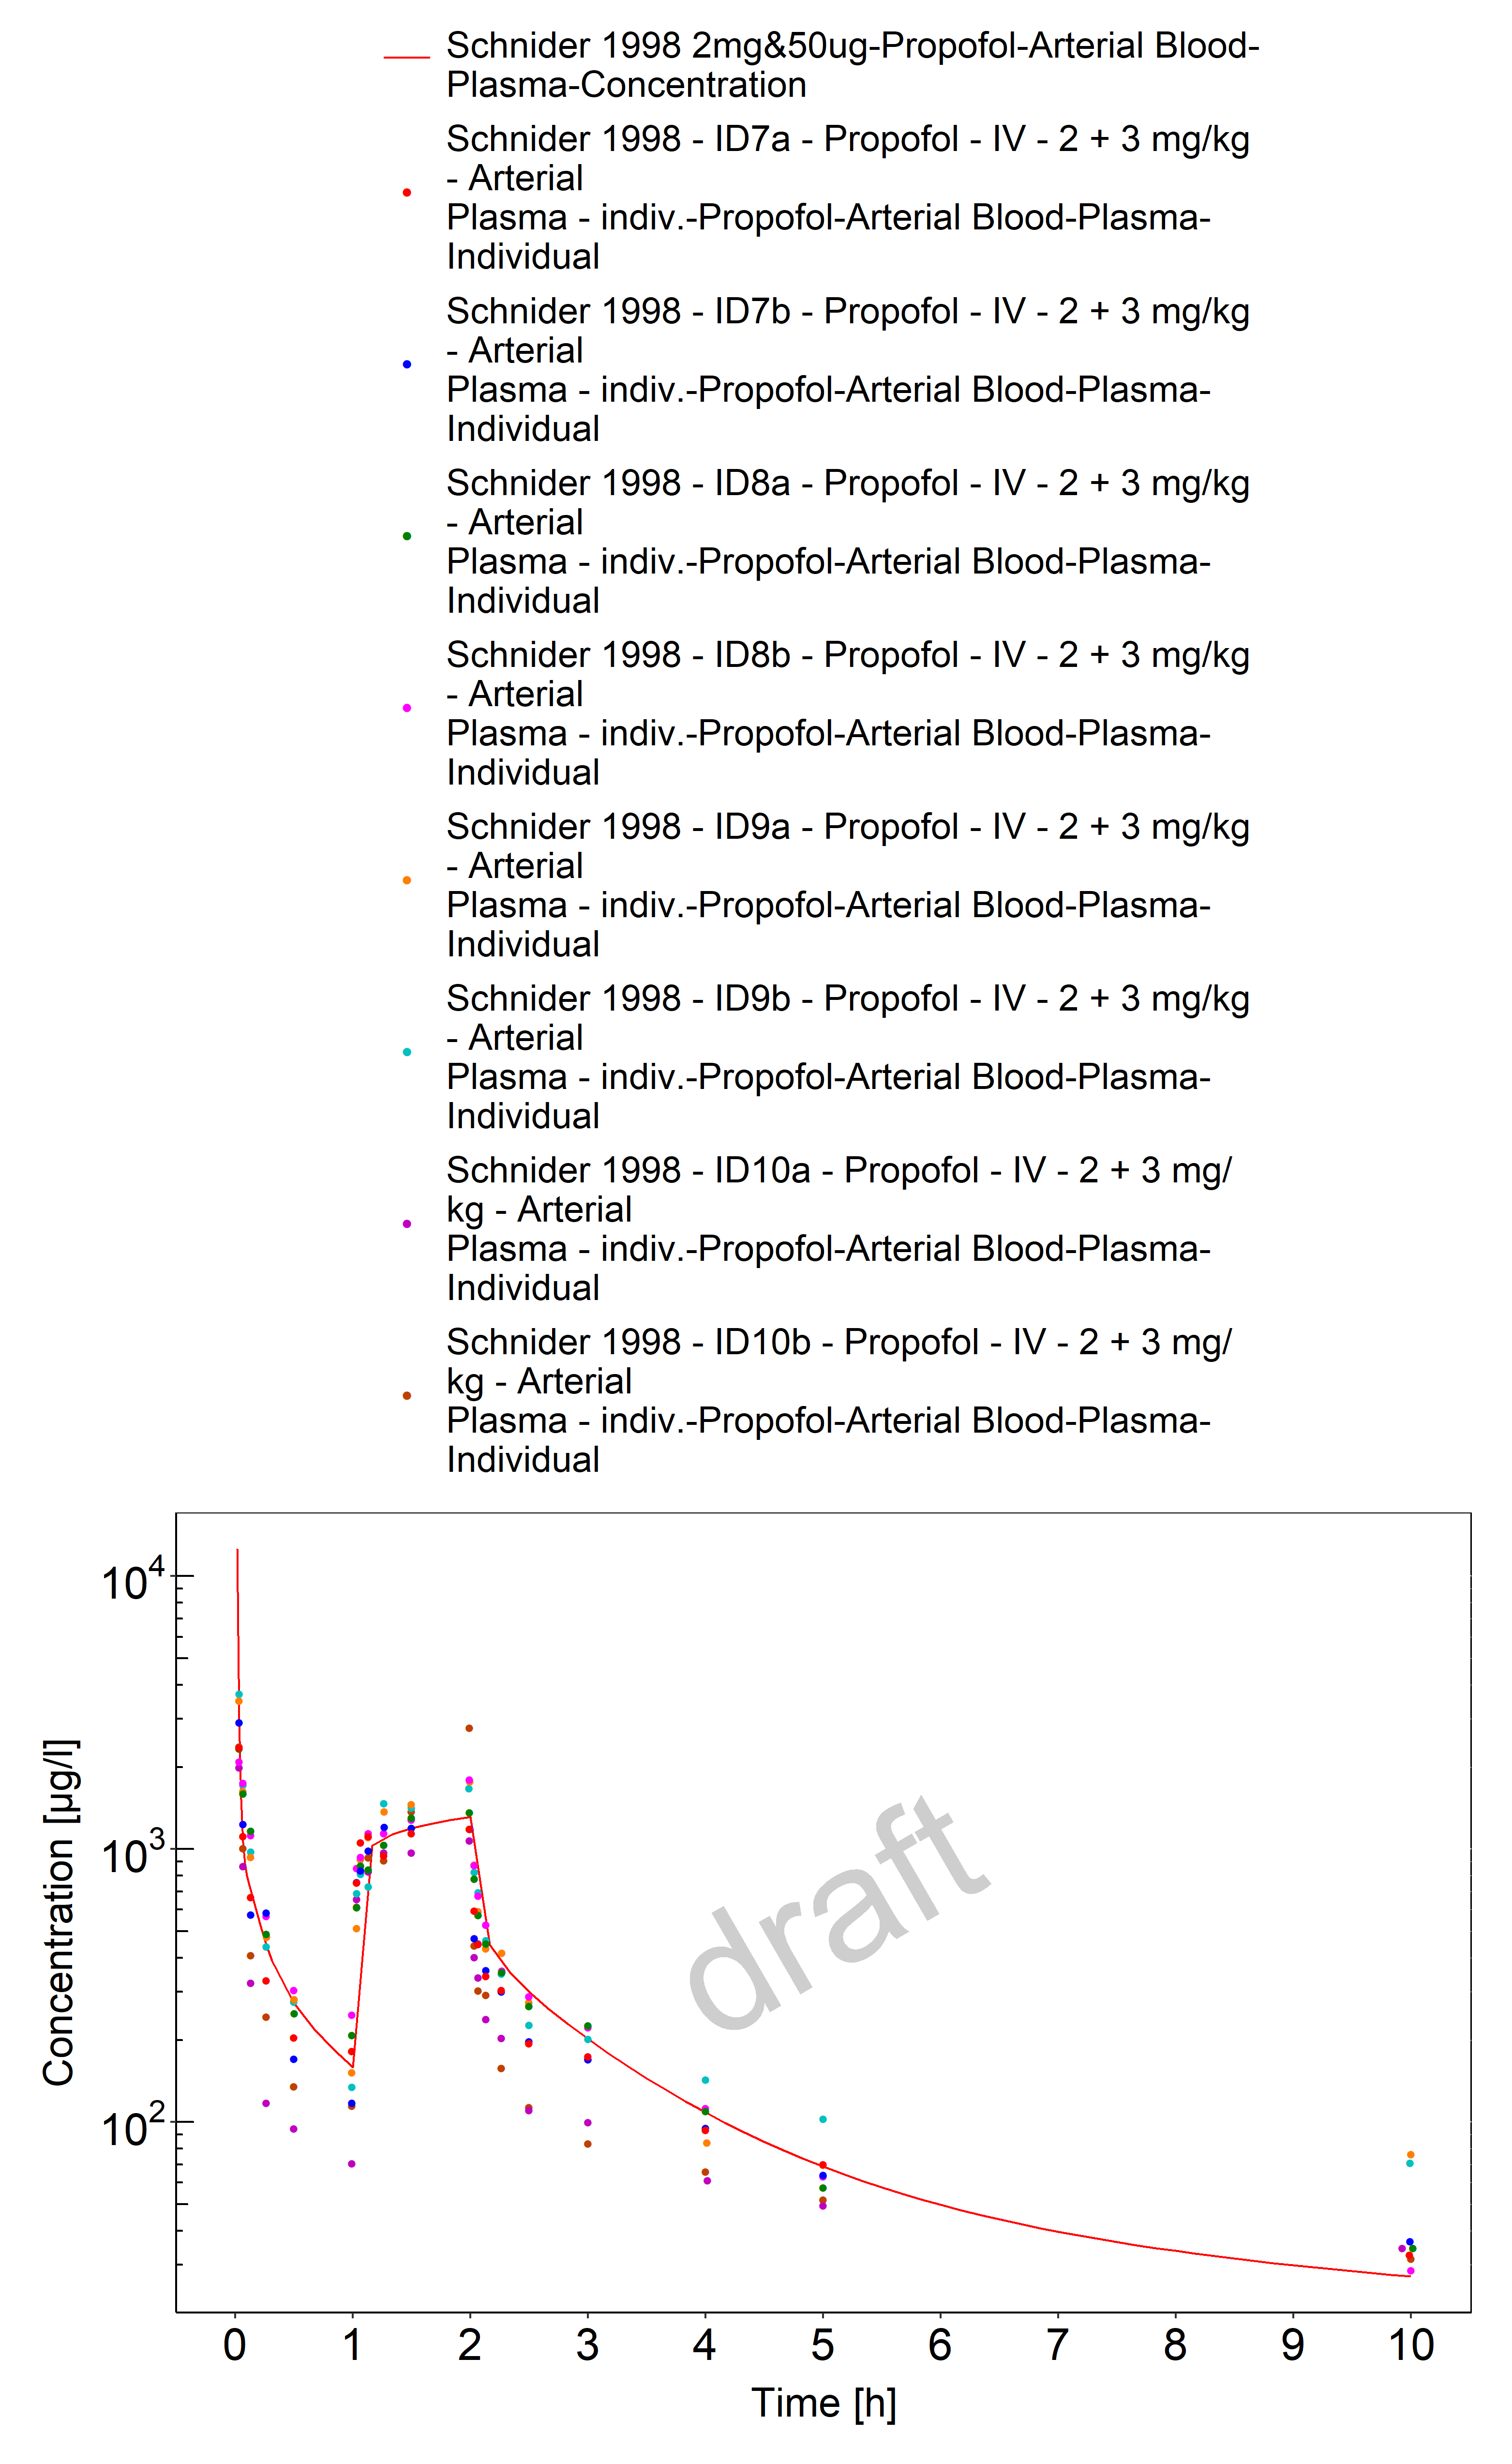 Schnider 1998 2mg&50ug-Propofol-Arterial Blood-
Plasma-Concentration
Schnider 1998 - ID7a - Propofol - IV - 2 + 3 mg/kg
- Arterial
Plasma - indiv.-Propofol-Arterial Blood-Plasma-
Individual
Schnider 1998 - ID7b - Propofol - IV - 2 + 3 mg/kg
- Arterial
Plasma - indiv.-Propofol-Arterial Blood-Plasma-
Individual
Schnider 1998 - ID8a - Propofol - IV - 2 + 3 mg/kg
- Arterial
Plasma - indiv.-Propofol-Arterial Blood-Plasma-
Individual
Schnider 1998 - ID8b - Propofol - IV - 2 + 3 mg/kg
- Arterial
Plasma - indiv.-Propofol-Arterial Blood-Plasma-
Individual
Schnider 1998 - ID9a - Propofol - IV - 2 + 3 mg/kg
- Arterial
Plasma - indiv.-Propofol-Arterial Blood-Plasma-
Individual
Schnider 1998 - ID9b - Propofol - IV - 2 + 3 mg/kg
- Arterial
Plasma - indiv.-Propofol-Arterial Blood-Plasma-
Individual
Schnider 1998 - ID10a - Propofol - IV - 2 + 3 mg/
kg - Arterial
Plasma - indiv.-Propofol-Arterial Blood-Plasma-
Individual
Schnider 1998 - ID10b - Propofol - IV - 2 + 3 mg/
kg - Arterial
Plasma - indiv.-Propofol-Arterial Blood-Plasma-
Individual
10^4
10^3
10^2
Concentration [µg/l]
draft
0 1 2 3 4 5 6 7 8 9 10
Time [h]